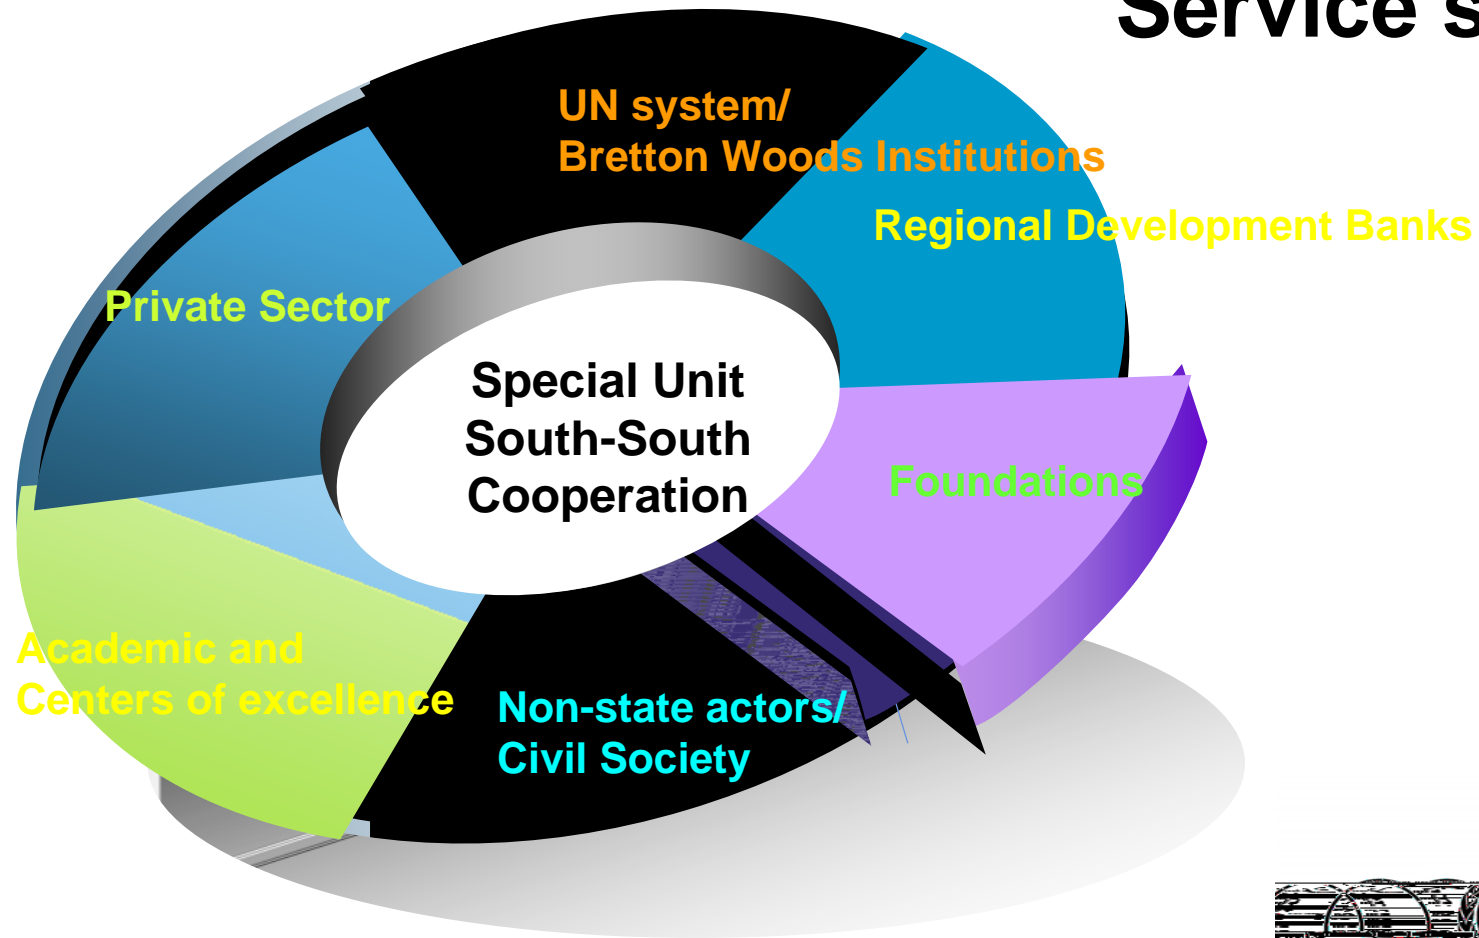 Service s
UN system/
Bretton Woods Institutions
Regional Development Banks
Private Sector
Special Unit
South-South
Cooperation
Foundations
Academic and
Centers of excellence
Non-state actors/
Civil Society